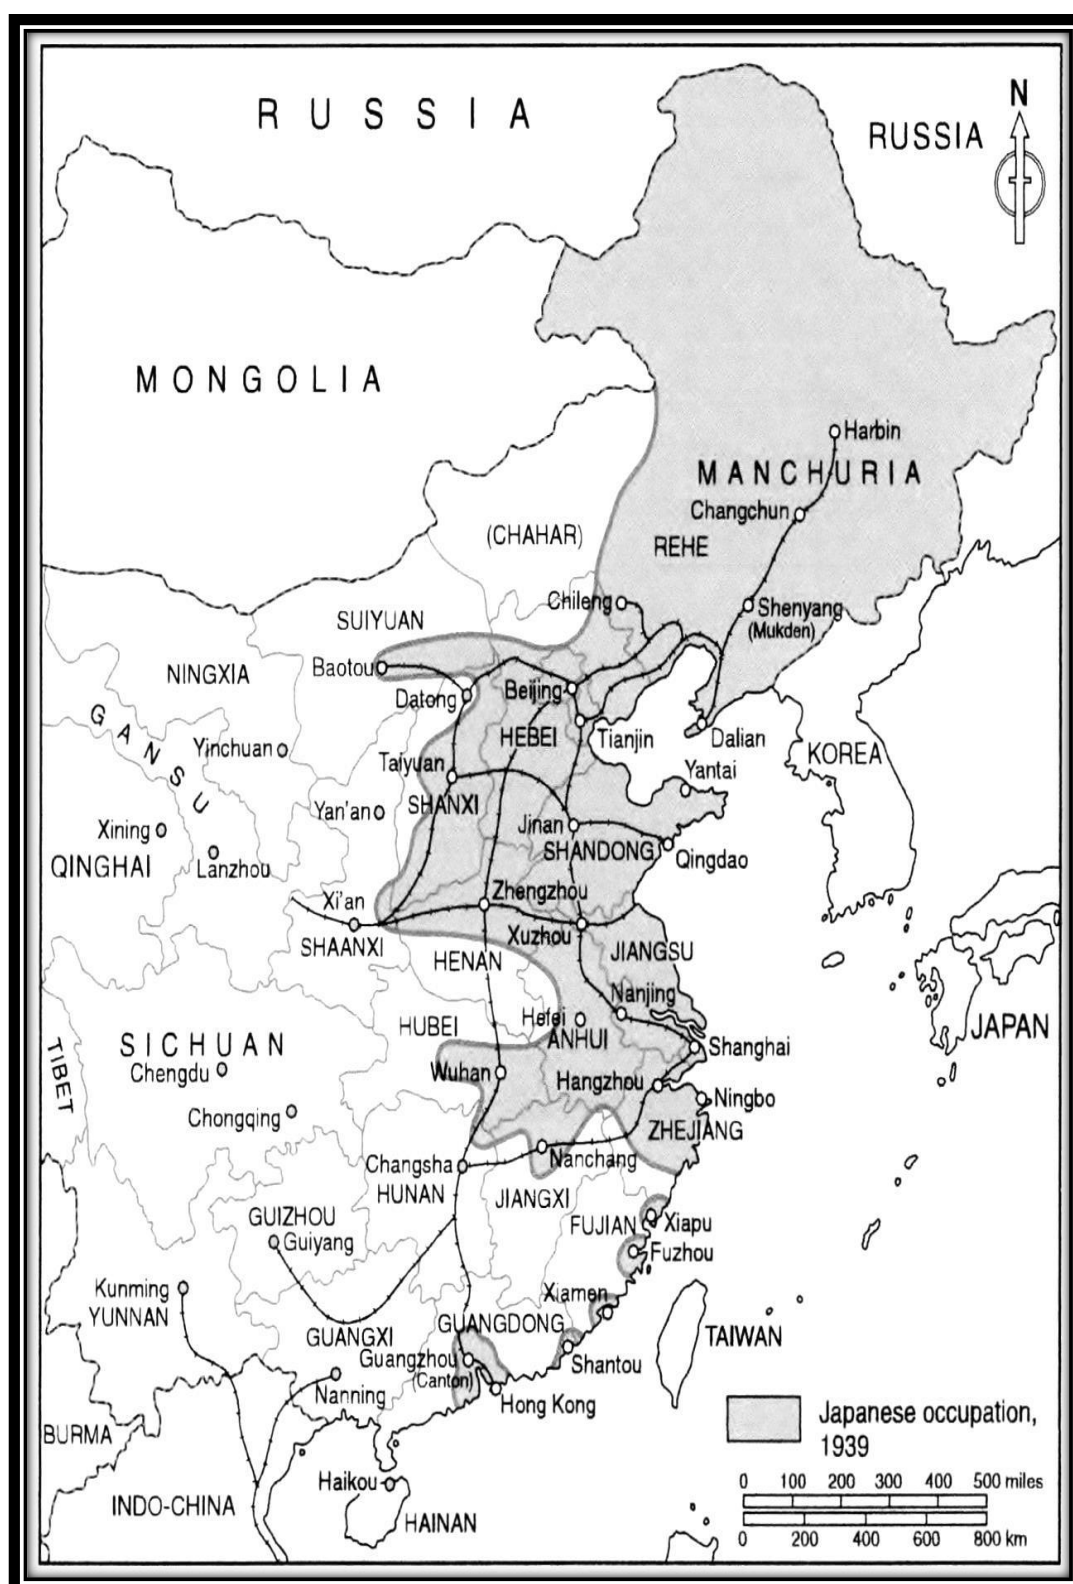 RUSSIA
N
RUSSIA
MONGOLIA
Harbin
MANCHURIA
Changchun
(CHAHAR)
REHE
Chileng
Shenyang
(Mukden)
SUIYUAN
Baotou
NINGXIA
Datong
Beijing
GANSU
HEBEI
Tianjin
Dalian
Yinchuan
KOREA
Taiyuan
Yantai
SHANXI
Yan'an
Xining
Jinan
SHANDONG
Qingdao
QINGHAI
Lanzhou
Zhengzhou
Xi'an
SHAANXI
Xuzhou
JIANGSU
HENAN
Nanjing
Hefei
HUBEI
ANHUI
JAPAN
SICHUAN
Shanghai
TIBET
Chengdu
Wuhan
Hangzhou
Ningbo
Chongqing
ZHEJIANG
Changsha
Nanchang
HUNAN
JIANGXI
GUIZHOU
Guiyang
FUJIAN
Xiapu
Fuzhou
Kunming
YUNNAN
Xiamen
GUANGXI
GUANGDONG
TAIWAN
Guangzhou
(Canton)
Shantou
Nanning
Hong Kong
BURMA
Japanese occupation,
1939
Haikou
INDO-CHINA
HAINAN
0 100 200 300 400 500 miles
0 200 400 600 800 km